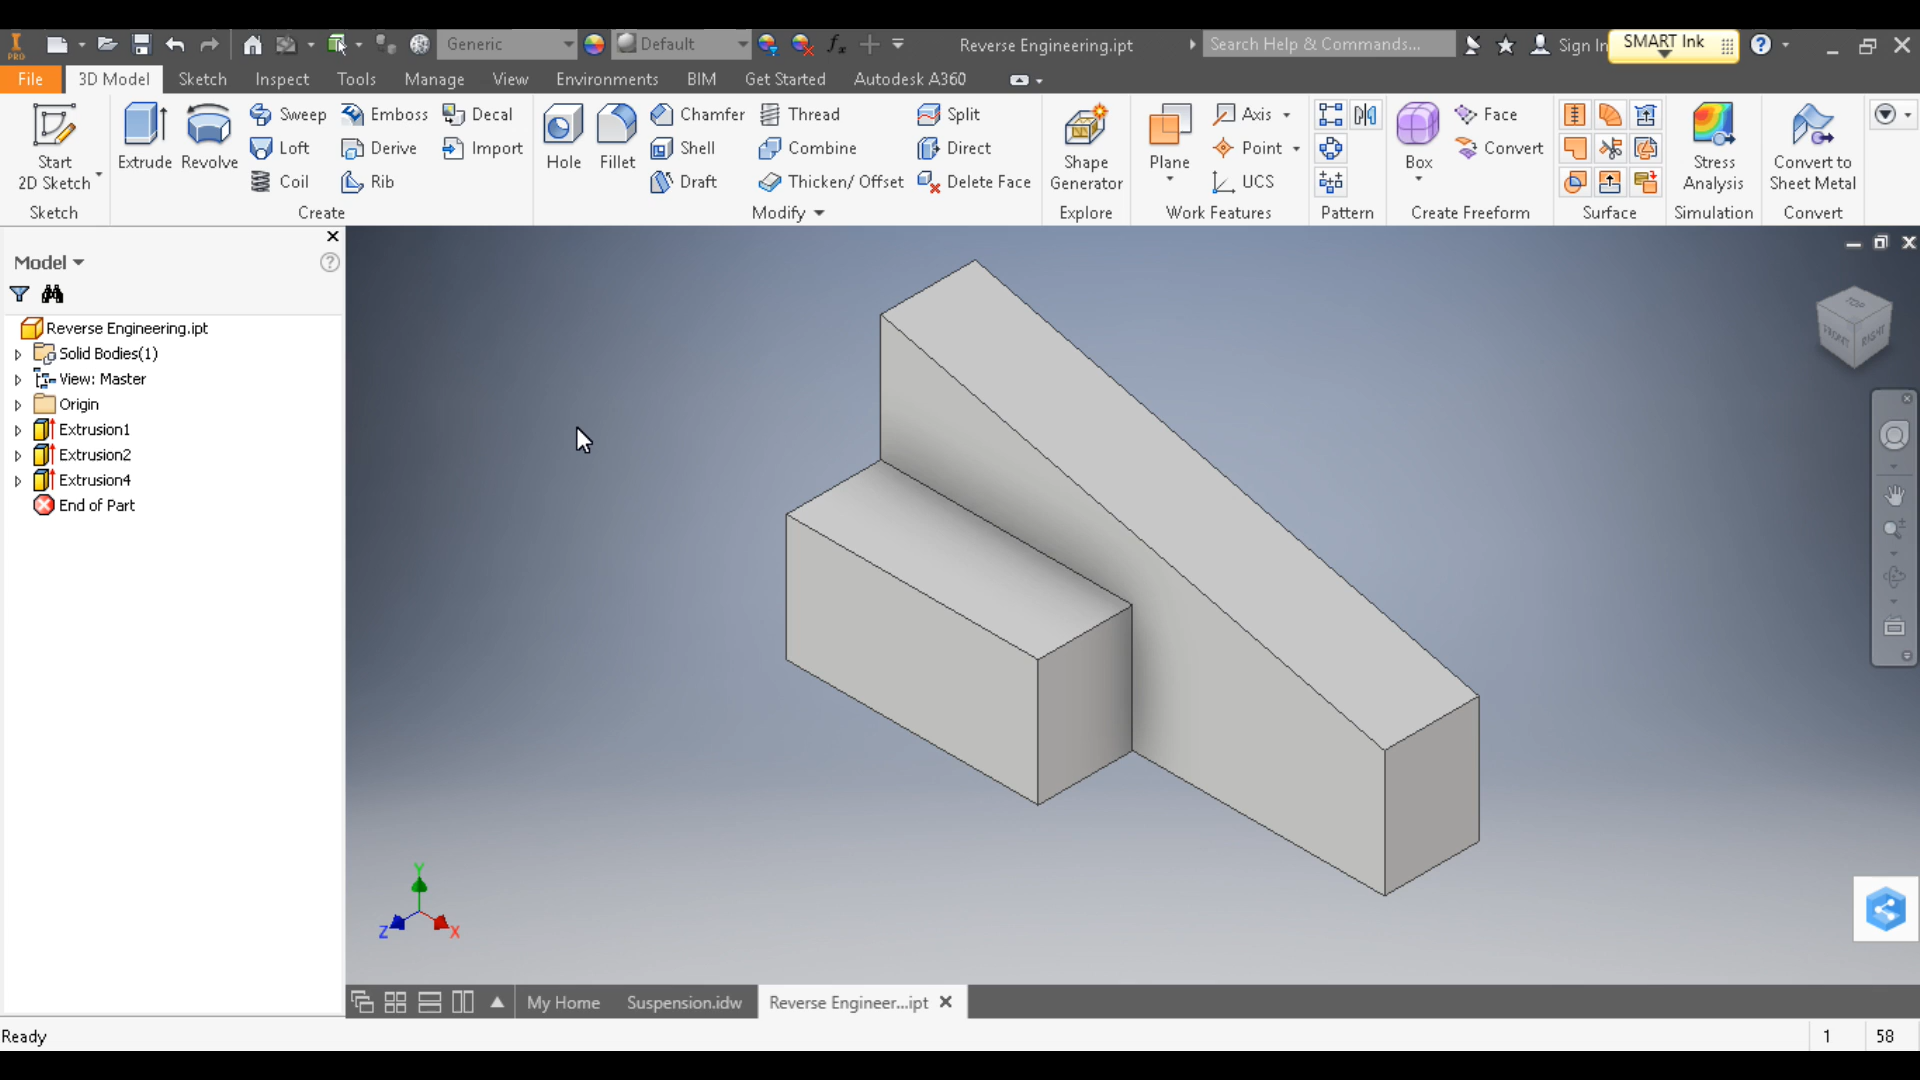 PRO
Generic
Default
fx
Reverse Engineering.ipt
Search Help & Commands...
Sign In
SMART Ink
File
3D Model
Sketch
Inspect
Tools
Manage
View
Environments
BIM
Get Started
Autodesk A360
Start
2D Sketch
Sketch
Extrude
Revolve
Sweep
Loft
Coil
Emboss
Derive
Rib
Decal
Import
Create
Hole
Fillet
Chamfer
Shell
Draft
Thread
Combine
Thicken/ Offset
Split
Direct
Delete Face
Modify
Shape
Generator
Explore
Plane
Axis
Point
UCS
Work Features
Pattern
Box
Face
Convert
Create Freeform
Surface
Stress
Analysis
Simulation
Convert to
Sheet Metal
Convert
Model
Reverse Engineering.ipt
Solid Bodies(1)
View: Master
Origin
Extrusion1
Extrusion2
Extrusion4
End of Part
TOP
FRONT
RIGHT
Y
Z
X
My Home
Suspension.idw
Reverse Engineer...ipt
Ready
1
58